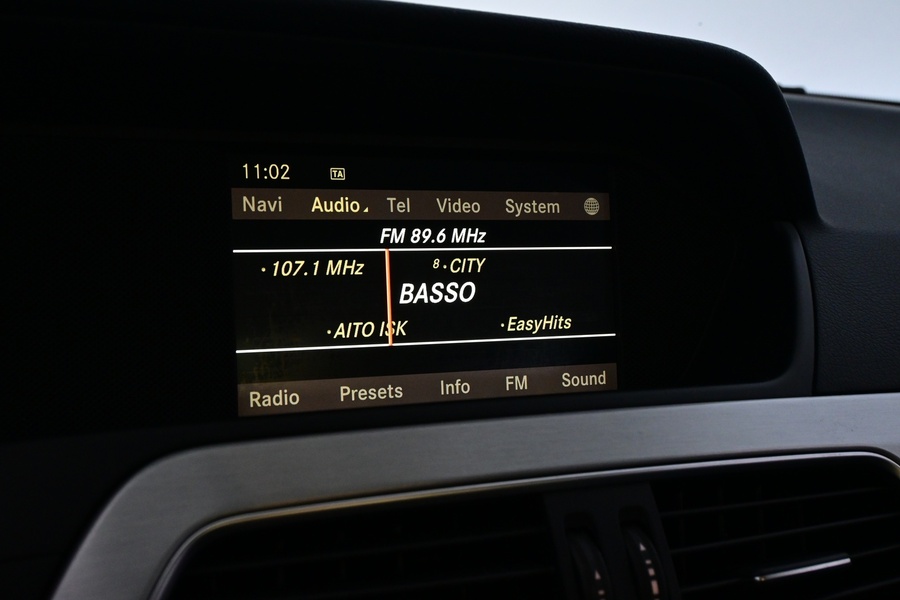 11:02 TA
Navi Audio Tel Video System
FM 89.6 MHz
·107.1 MHz 8·CITY
BASSO
·AITO ISK ·EasyHits
Radio Presets Info FM Sound